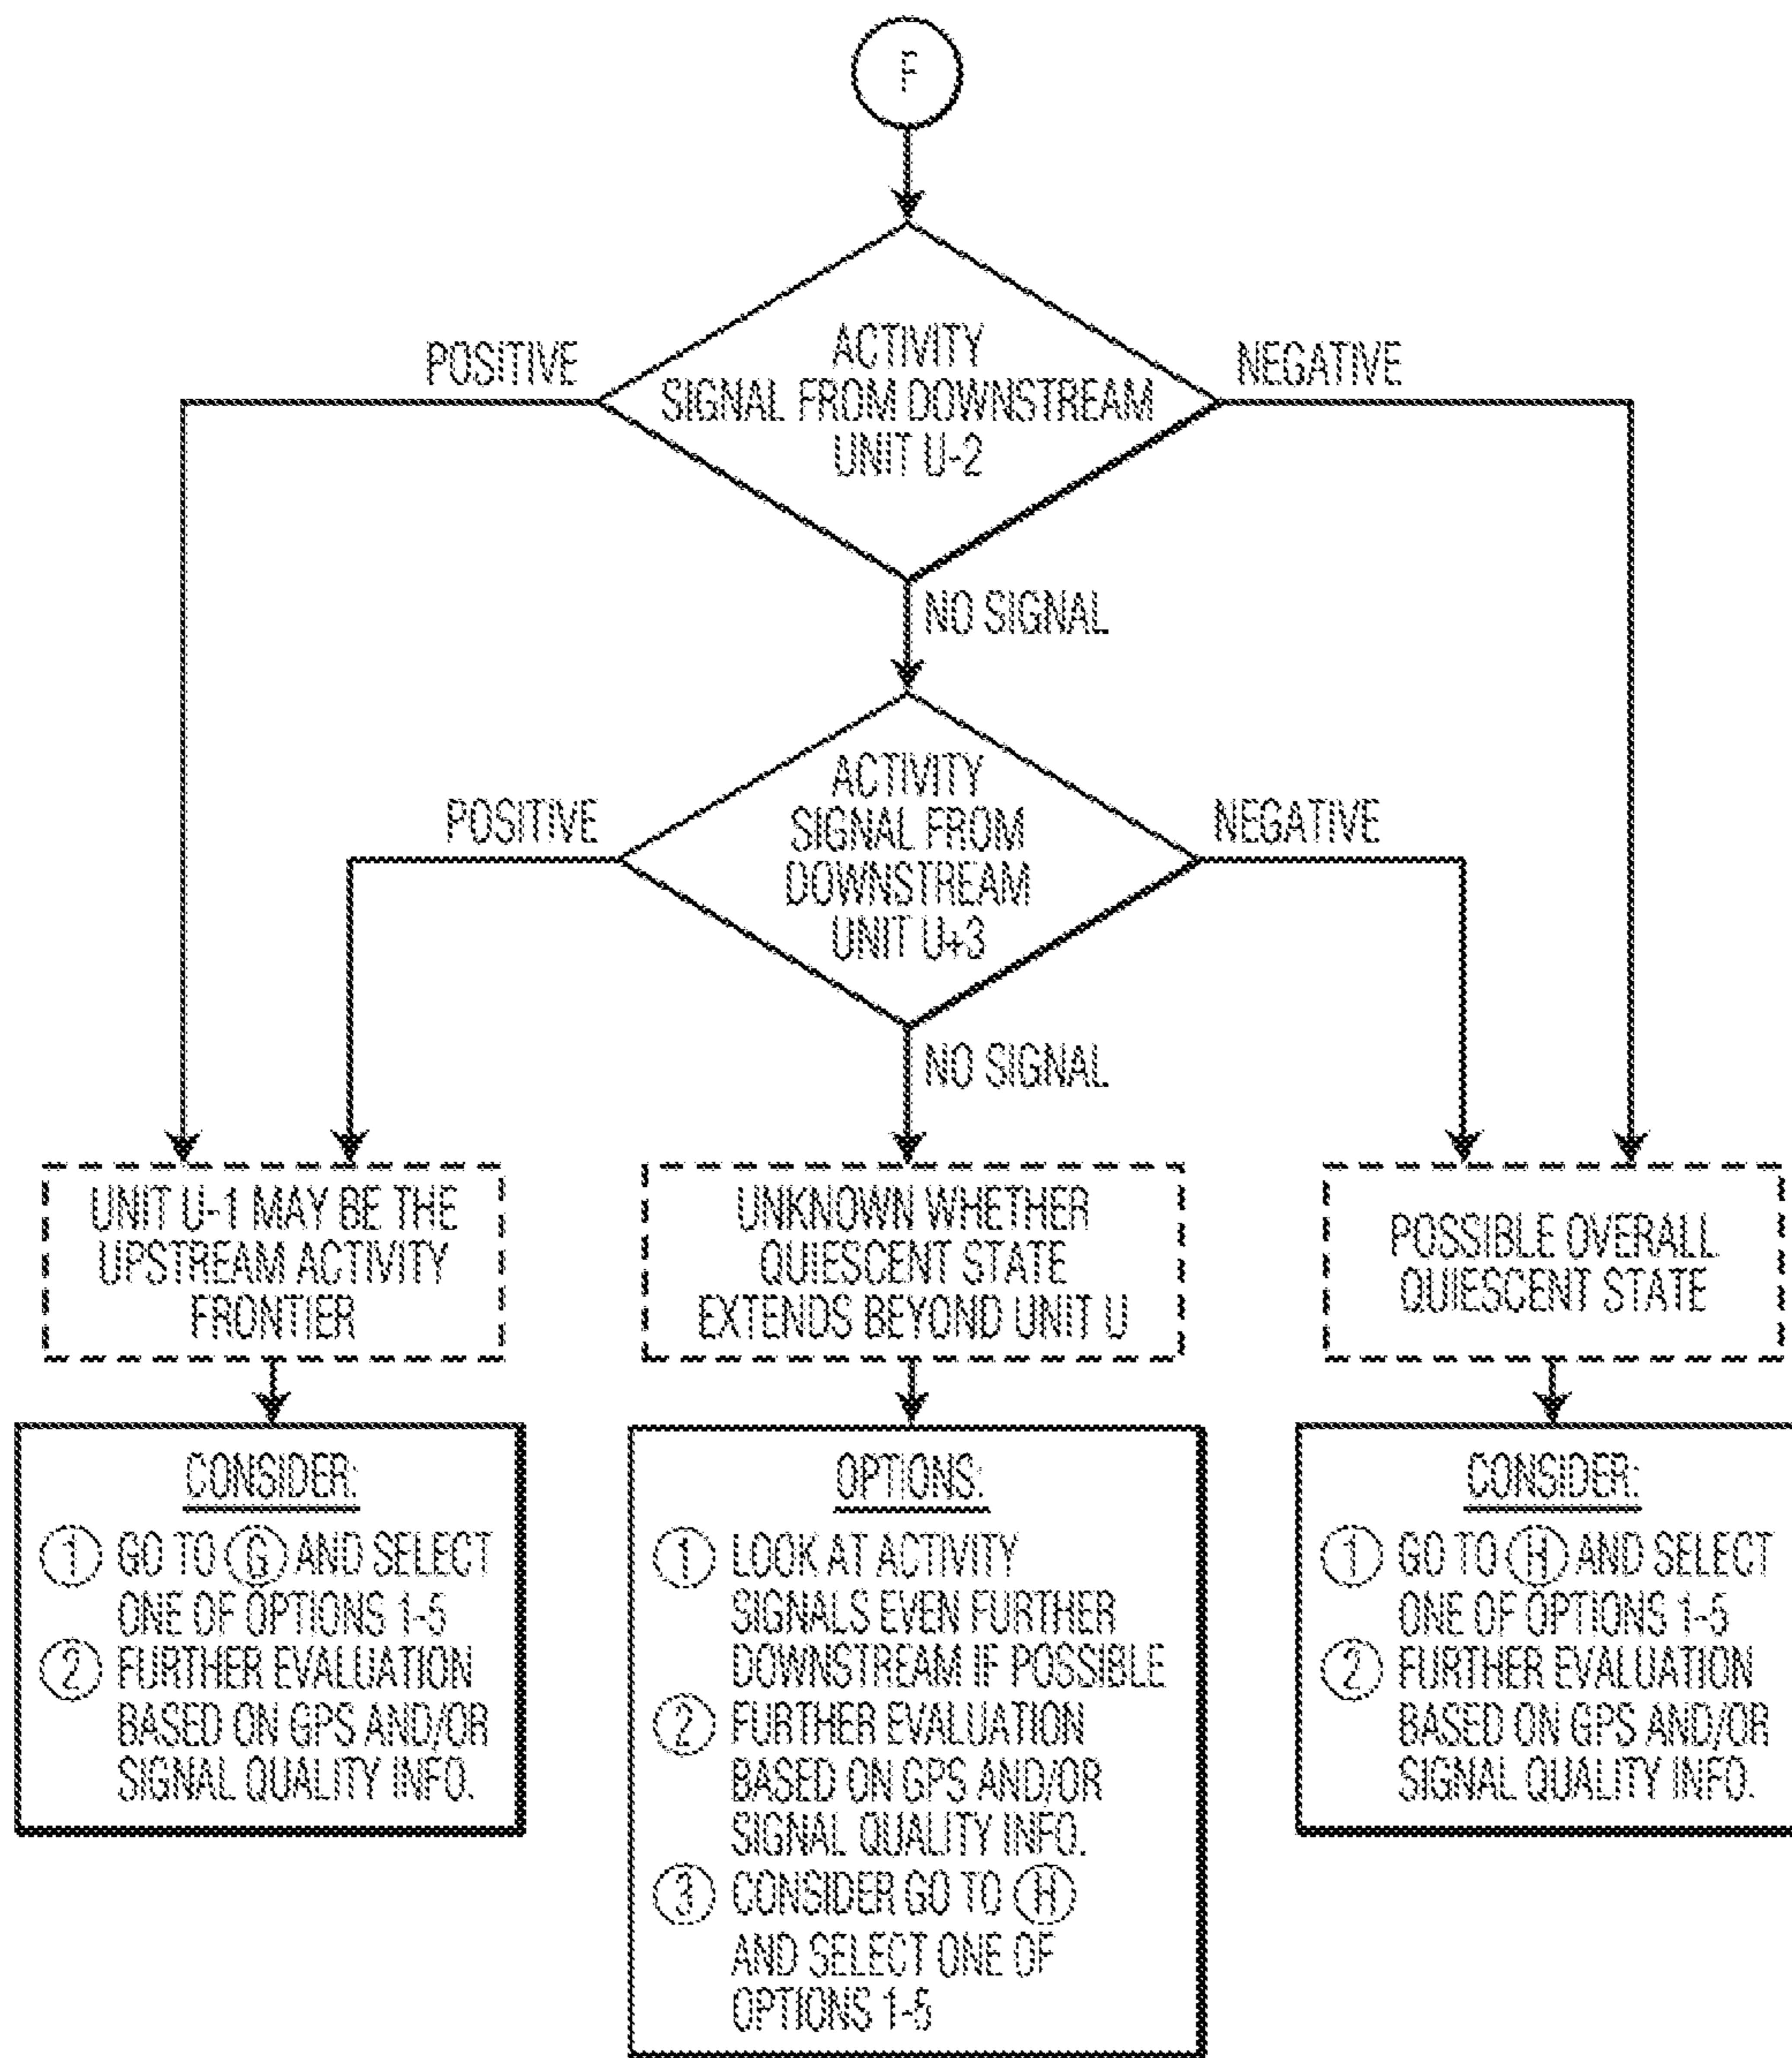 F
POSITIVE
ACTIVITY
SIGNAL FROM DOWNSTREAM
UNIT U-2
NEGATIVE
NO SIGNAL
POSITIVE
ACTIVITY
SIGNAL FROM
DOWNSTREAM
UNIT U+3
NEGATIVE
NO SIGNAL
UNIT U-1 MAY BE THE
UPSTREAM ACTIVITY
FRONTIER
UNKNOWN WHETHER
QUIESCENT STATE
EXTENDS BEYOND UNIT U
POSSIBLE OVERALL
QUIESCENT STATE
CONSIDER:
1 GO TO G AND SELECT
ONE OF OPTIONS 1-5
2 FURTHER EVALUATION
BASED ON GPS AND/OR
SIGNAL QUALITY INFO.
OPTIONS:
1 LOOK AT ACTIVITY
SIGNALS EVEN FURTHER
DOWNSTREAM IF POSSIBLE
2 FURTHER EVALUATION
BASED ON GPS AND/OR
SIGNAL QUALITY INFO.
3 CONSIDER GO TO H
AND SELECT ONE OF
OPTIONS 1-5
CONSIDER:
1 GO TO H AND SELECT
ONE OF OPTIONS 1-5
2 FURTHER EVALUATION
BASED ON GPS AND/OR
SIGNAL QUALITY INFO.